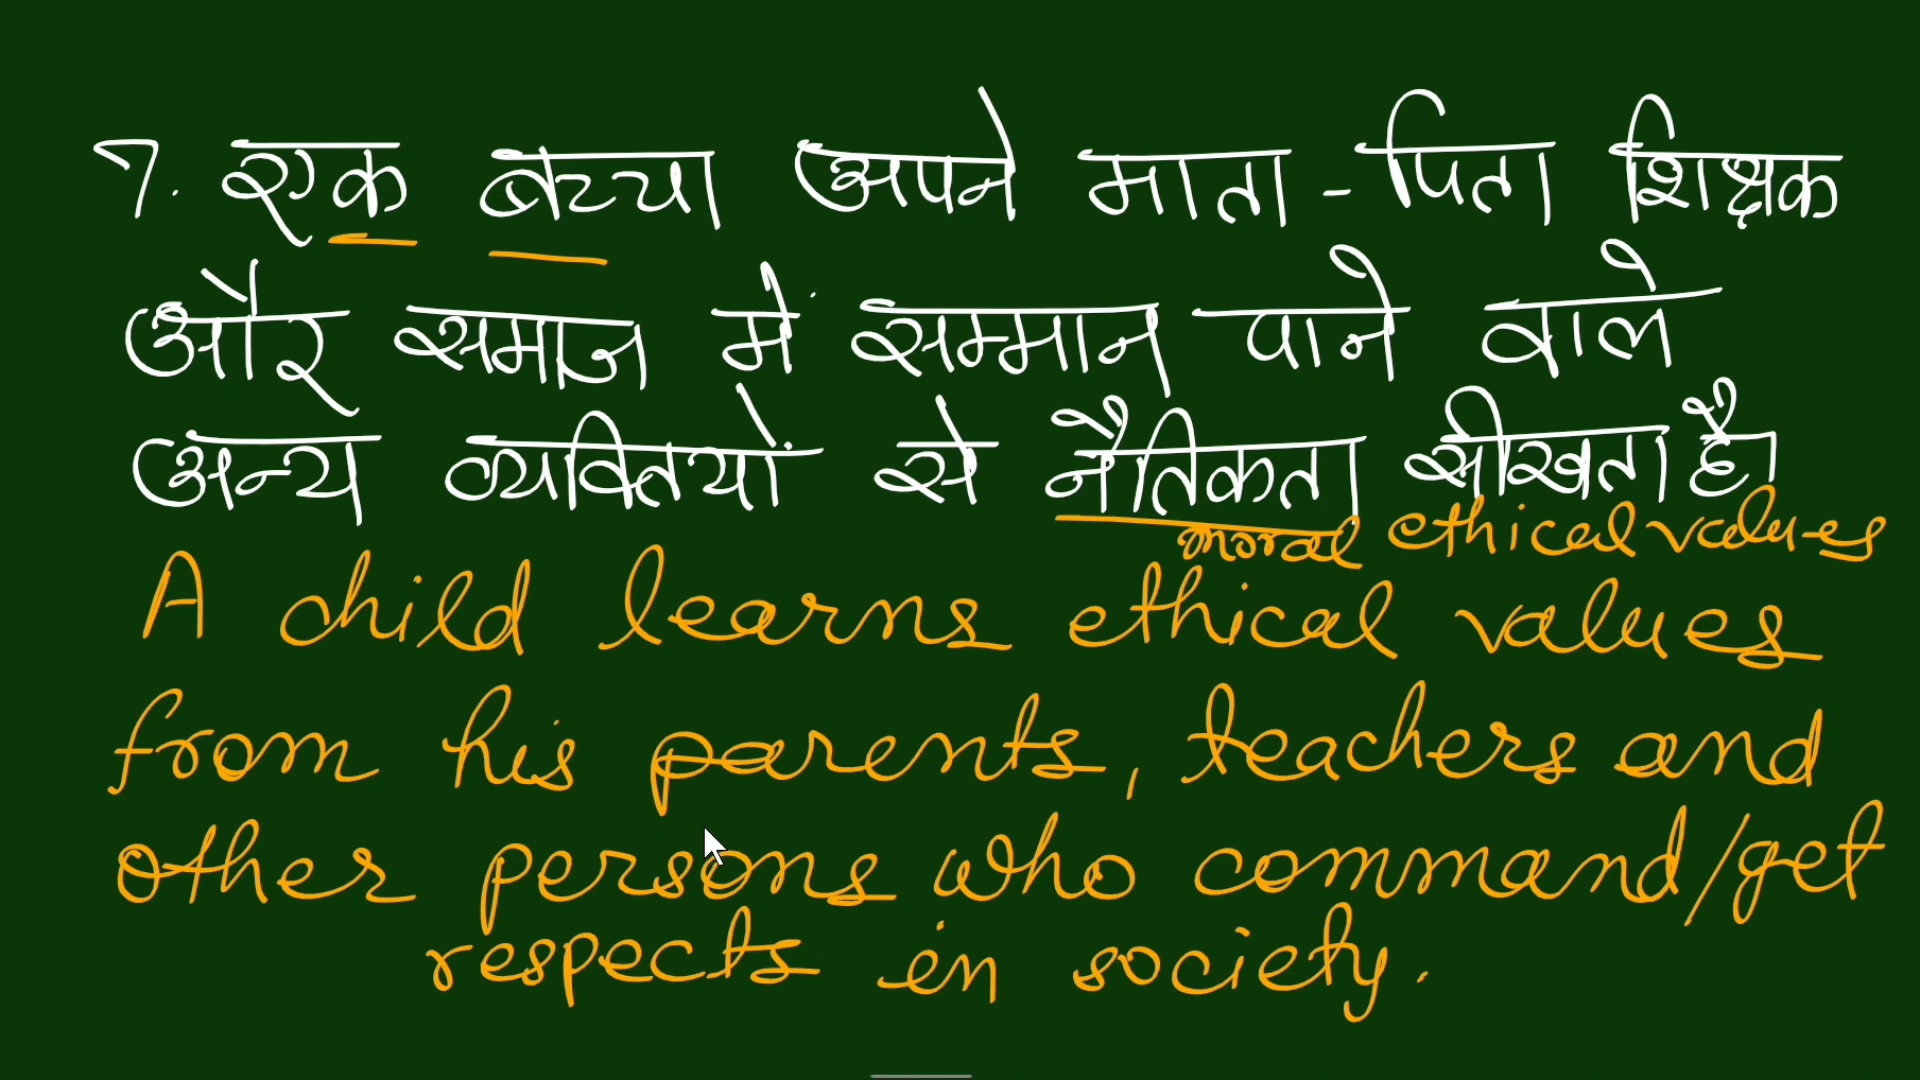 7. एक बच्चा अपने माता-पिता शिक्षक
और समाज में सम्मान पाने वाले
अन्य व्यक्तियों से नैतिकता सीखता है।
moral ethical values
A child learns ethical values
from his parents, teachers and
other persons who command/get
respects in society.